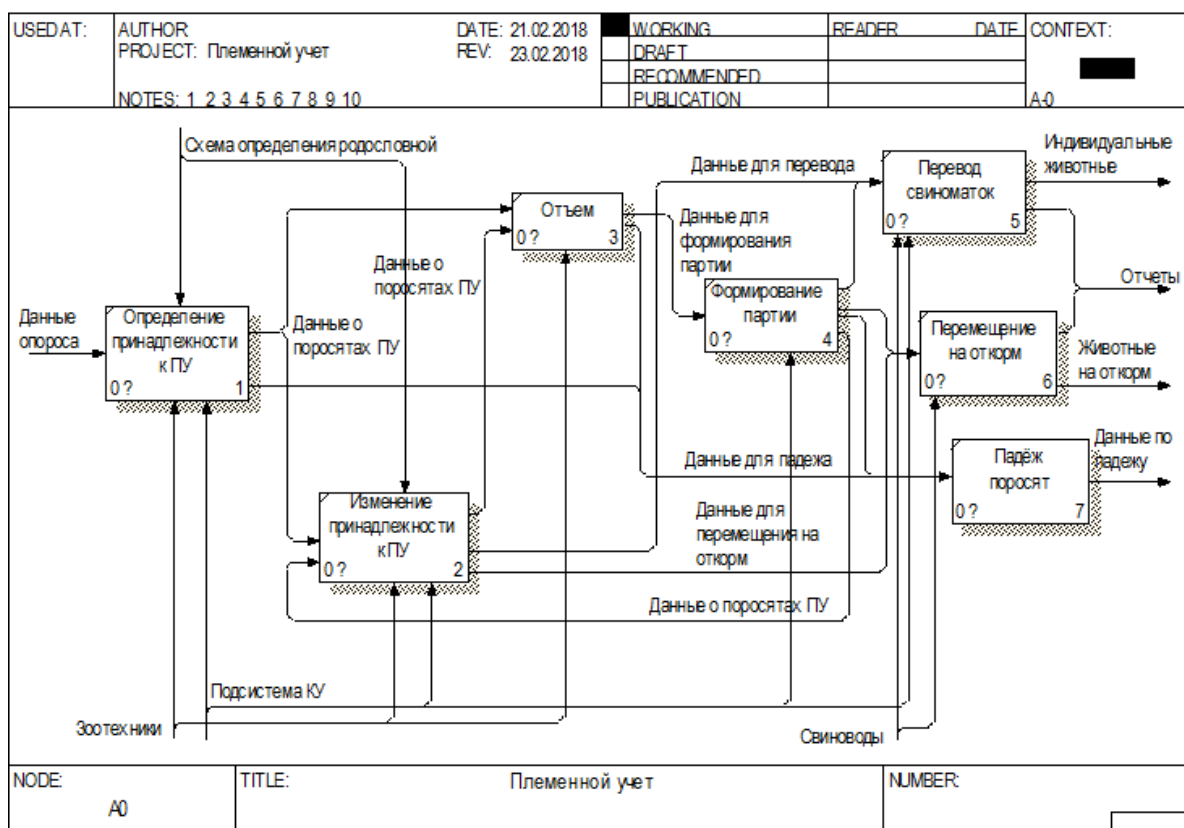 USED AT:
AUTHOR
DATE: 21.02.2018
PROJECT: Племенной учет
REV: 23.02.2018
NOTES: 1 2 3 4 5 6 7 8 9 10
WORKING
DRAFT
RECOMMENDED
PUBLICATION
READER
DATE
CONTEXT:
A-0
Схема определения родословной
Данные
опороса
Определение
принадлежности
к ПУ
0 ?
1
Данные о
поросятах ПУ
Данные о
поросятах ПУ
Отъем
0 ?
3
Данные для
формирования
партии
Данные для перевода
Формирование
партии
0 ?
4
Перевод
свиноматок
0 ?
5
Индивидуальные
животные
Отчеты
Перемещение
на откорм
0 ?
6
Животные
на откорм
Данные для падежа
Падёж
поросят
0 ?
7
Данные по
падежу
Изменение
принадлежности
к ПУ
0 ?
2
Данные для
перемещения на
откорм
Данные о поросятах ПУ
Подсистема КУ
Зоотехники
Свиноводы
NODE:
A0
TITLE:
Племенной учет
NUMBER: